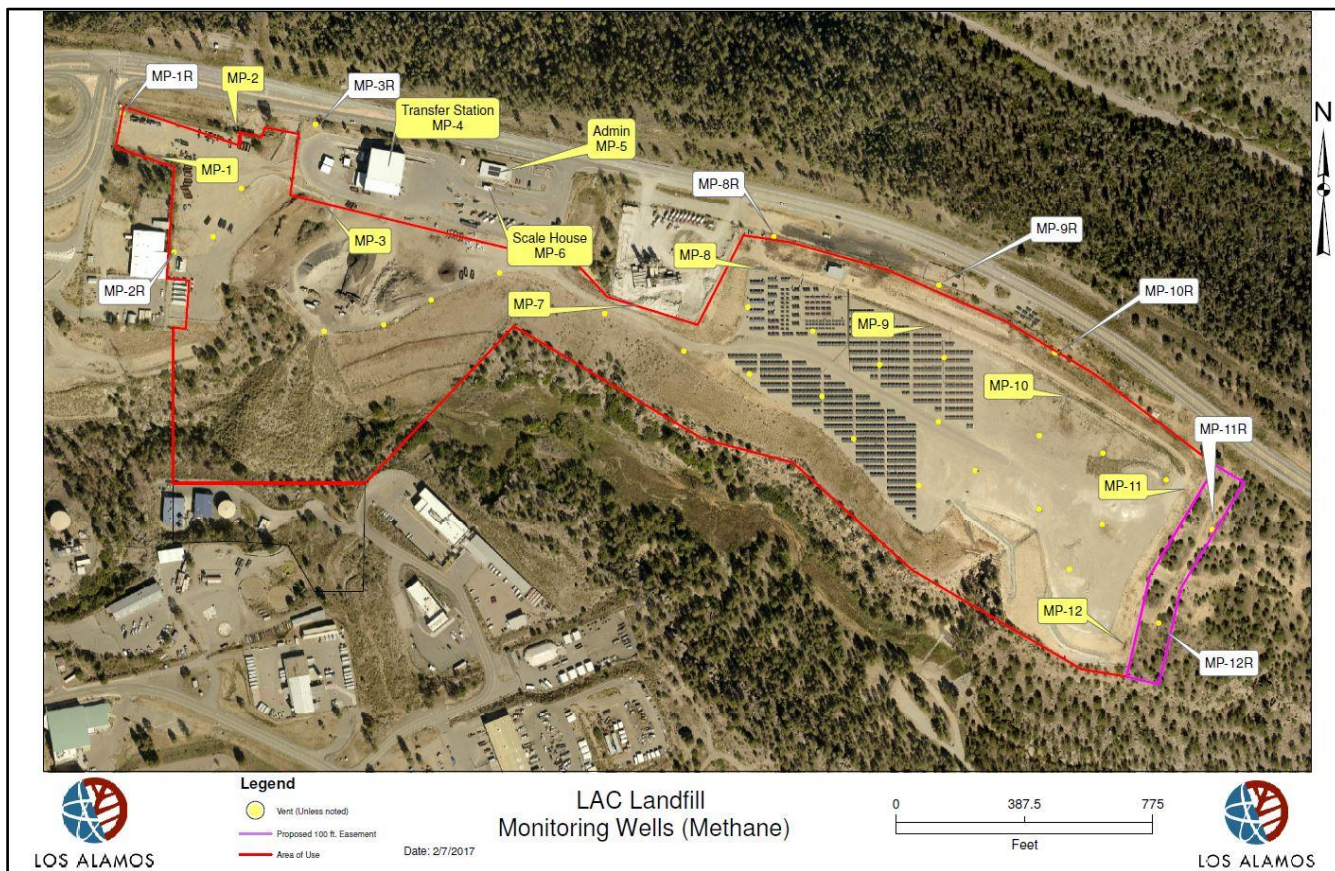 MP-1R
MP-2
MP-3R
Transfer Station
MP-4
Admin
MP-5
N
MP-1
MP-8R
MP-3
Scale House
MP-6
MP-8
MP-9R
MP-2R
MP-7
MP-10R
MP-9
MP-10
MP-11R
MP-11
MP-12
MP-12R
LOS ALAMOS
Legend
Vent (Unless noted)
Proposed 100 ft. Easement
Area of Use
Date: 2/7/2017
LAC Landfill
Monitoring Wells (Methane)
0 387.5 775
Feet
LOS ALAMOS